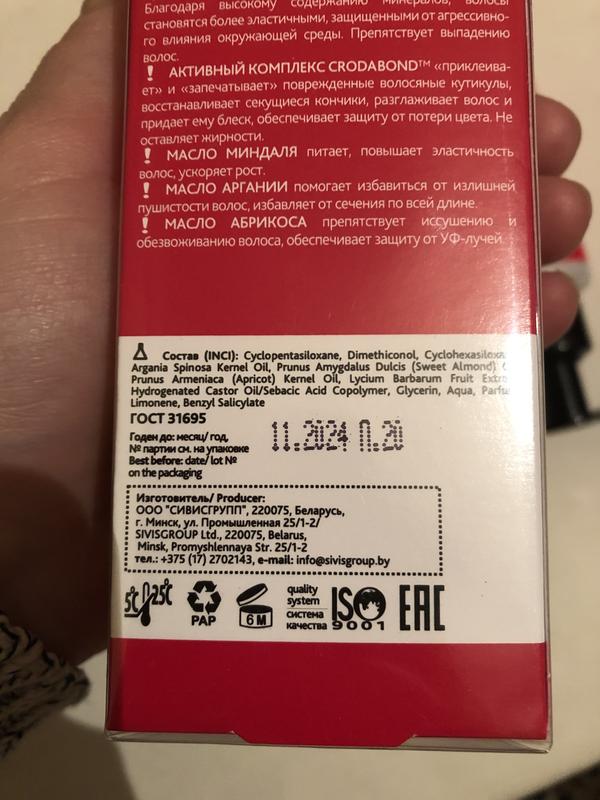 Благодаря высокому содержанию минералов, волосы
становятся более эластичными, защищенными от агрессивно-
го влияния окружающей среды. Препятствует выпадению
волос.
! АКТИВНЫЙ КОМПЛЕКС CRODABOND™ «приклеива-
ет» и «запечатывает» поврежденные волосяные кутикулы,
восстанавливает секущиеся кончики, разглаживает волос и
придает ему блеск, обеспечивает защиту от потери цвета. Не
оставляет жирности.
! МАСЛО МИНДАЛЯ питает, повышает эластичность
волос, ускоряет рост.
! МАСЛО АРГАНИИ помогает избавиться от излишней
пушистости волос, избавляет от сечения по всей длине.
! МАСЛО АБРИКОСА препятствует иссушению и
обезвоживанию волоса, обеспечивает защиту от УФ-лучей.
Состав (INCI): Cyclopentasiloxane, Dimethiconol, Cyclohexasiloxa
Argania Spinosa Kernel Oil, Prunus Amygdalus Dulcis (Sweet Almond)
Prunus Armeniaca (Apricot) Kernel Oil, Lycium Barbarum Fruit Extra
Hydrogenated Castor Oil/Sebacic Acid Copolymer, Glycerin, Aqua, Parfu
Limonene, Benzyl Salicylate
ГОСТ 31695
Годен до: месяц/ год,
№ партии см. на упаковке
Best before: date/ lot №
on the packaging
11.2024 П.20
Изготовитель/ Producer:
ООО "СИВИСГРУПП", 220075, Беларусь,
г. Минск, ул. Промышленная 25/1-2/
SIVISGROUP Ltd., 220075, Belarus,
Minsk, Promyshlennaya Str. 25/1-2
тел.: +375 (17) 2702143, e-mail: info@sivisgroup.by
5℃ 25℃
PAP
6 M
quality
system
система
качества
ISO
9001
EAC